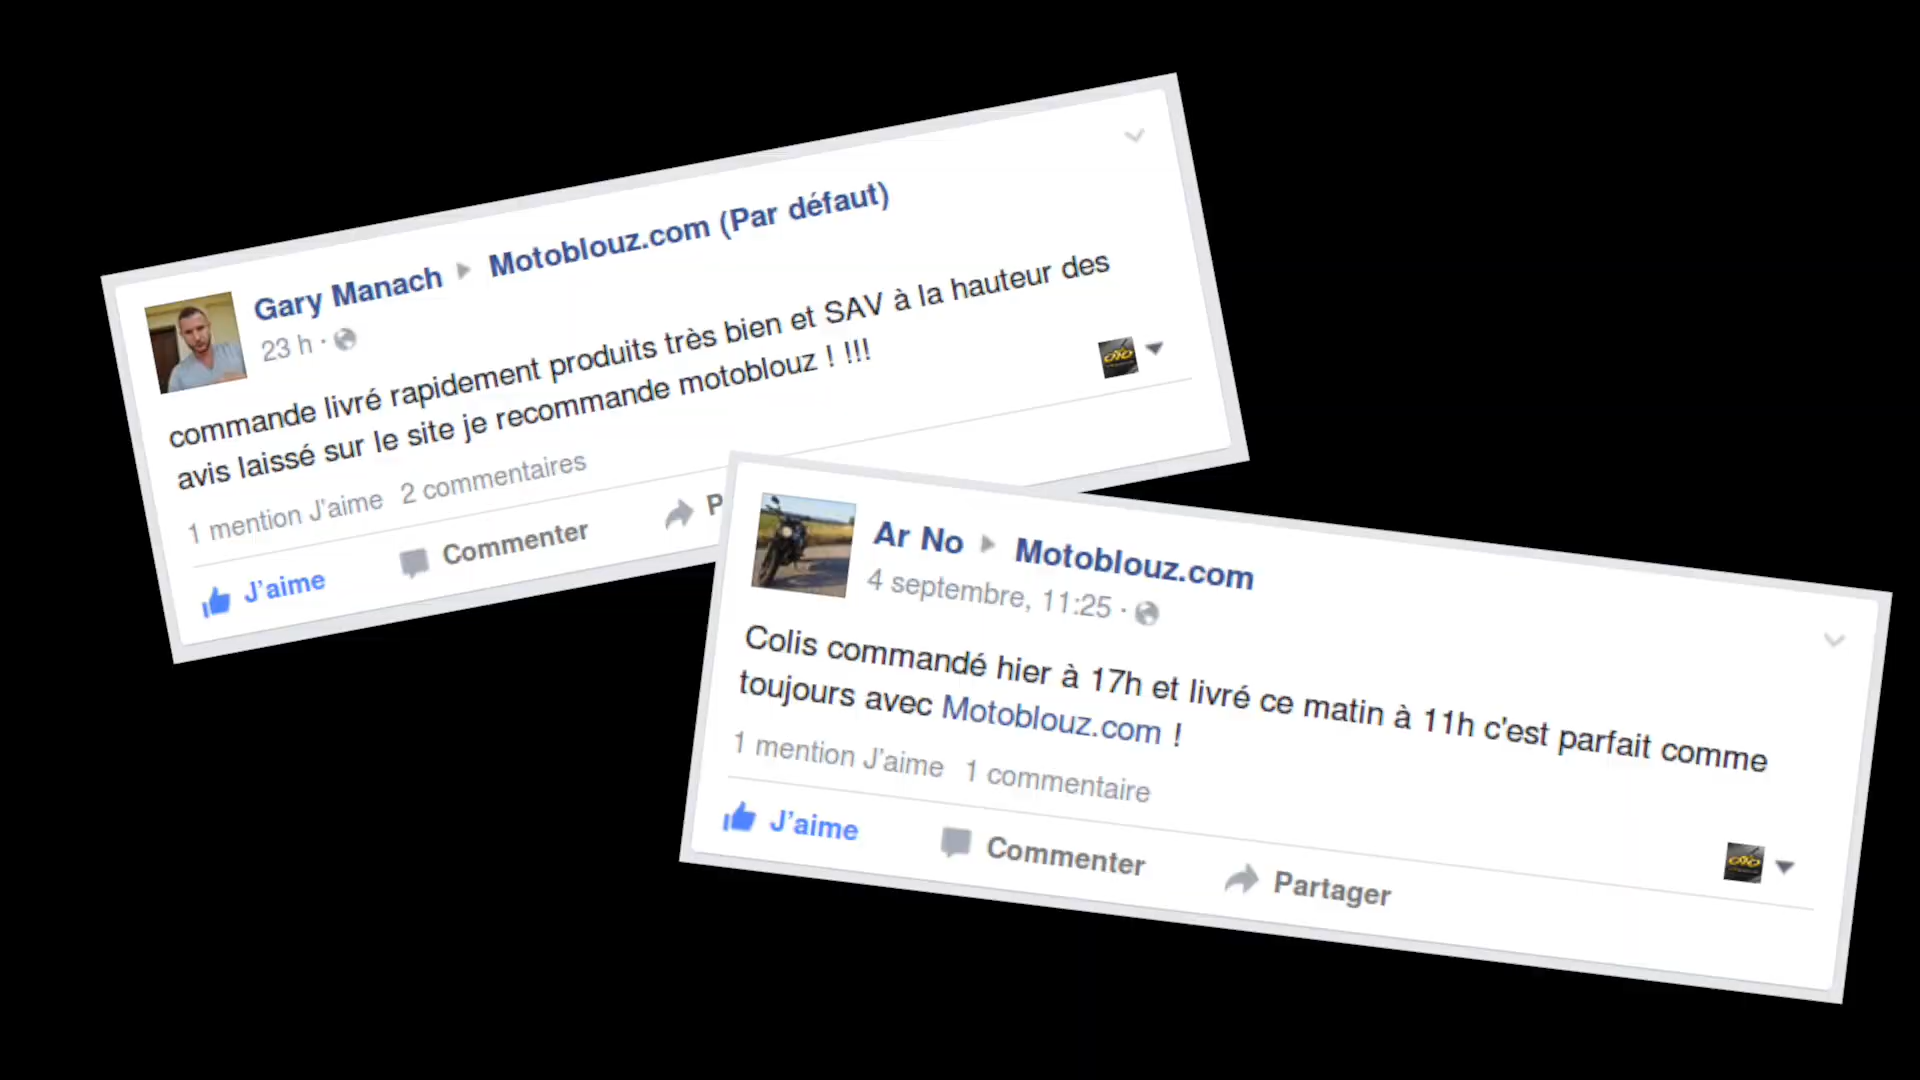 Gary Manach ▸ Motoblouz.com (Par défaut)
23 h ·
commande livré rapidement produits très bien et SAV à la hauteur des
avis laissé sur le site je recommande motoblouz ! !!!
1 mention J'aime 2 commentaires
J'aime Commenter P
Ar No ▸ Motoblouz.com
4 septembre, 11:25 ·
Colis commandé hier à 17h et livré ce matin à 11h c'est parfait comme
toujours avec Motoblouz.com !
1 mention J'aime 1 commentaire
J'aime Commenter Partager